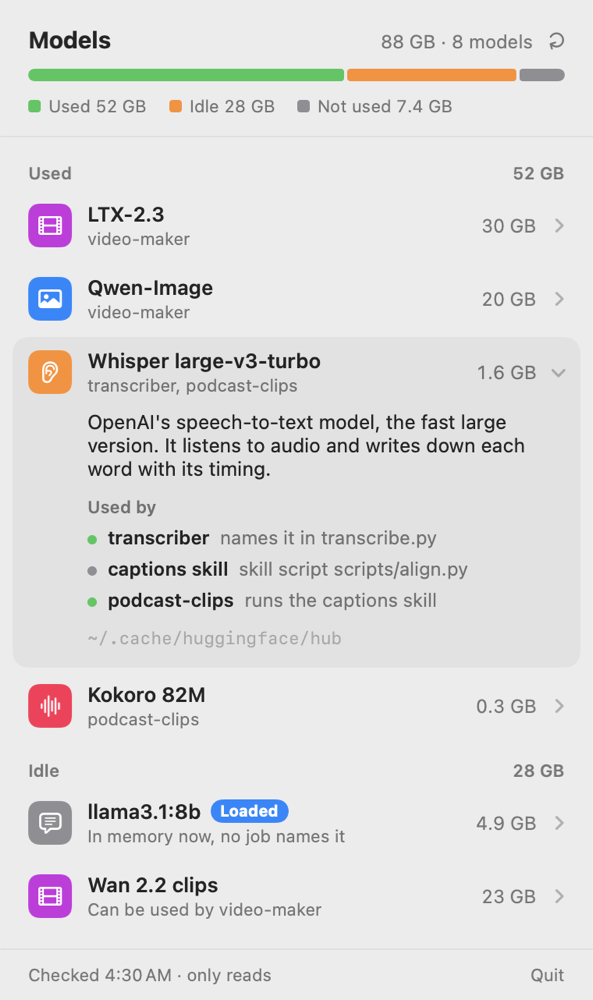 Models
88 GB · 8 models
Used 52 GB
Idle 28 GB
Not used 7.4 GB
Used
52 GB
LTX-2.3
video-maker
30 GB
Qwen-Image
video-maker
20 GB
Whisper large-v3-turbo
transcriber, podcast-clips
1.6 GB
OpenAI's speech-to-text model, the fast large
version. It listens to audio and writes down each
word with its timing.
Used by
transcriber names it in transcribe.py
captions skill skill script scripts/align.py
podcast-clips runs the captions skill
~/.cache/huggingface/hub
Kokoro 82M
podcast-clips
0.3 GB
Idle
28 GB
llama3.1:8b Loaded
In memory now, no job names it
4.9 GB
Wan 2.2 clips
Can be used by video-maker
23 GB
Checked 4:30 AM · only reads
Quit